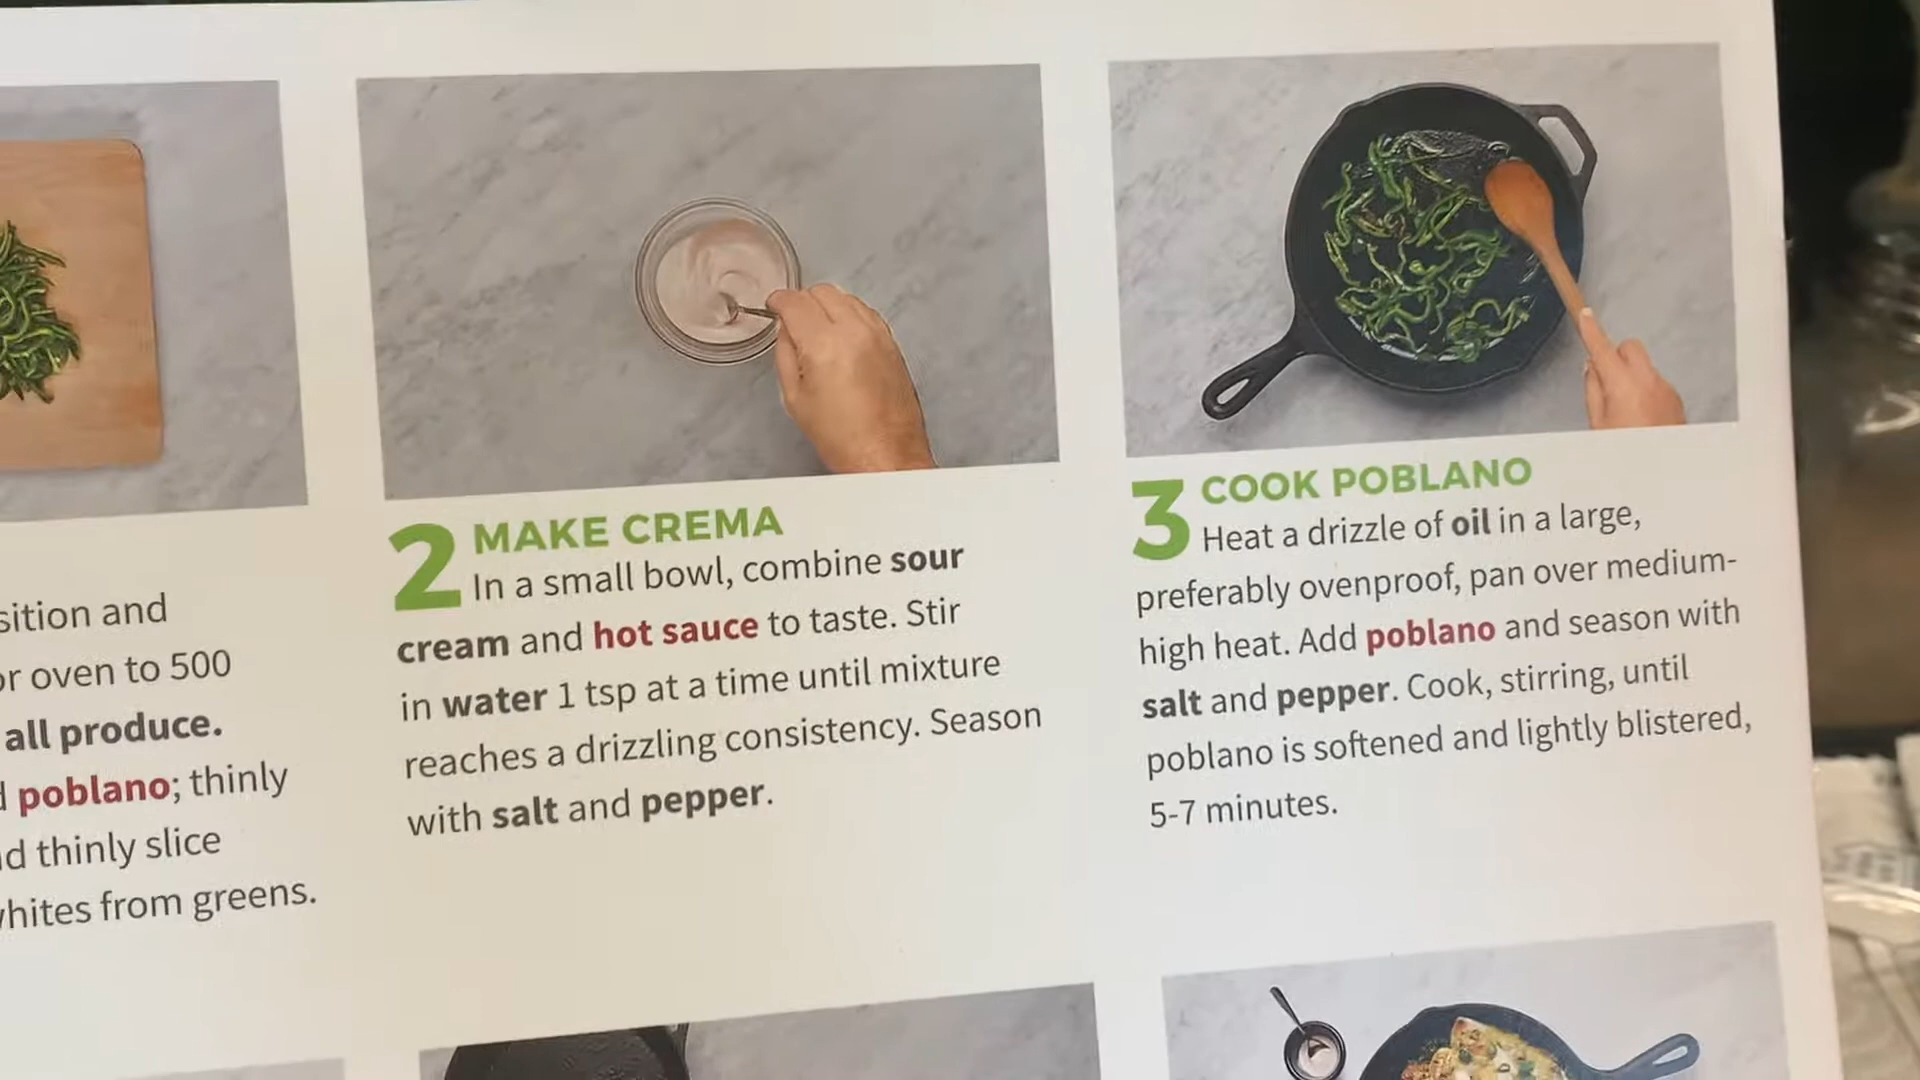 sition and
or oven to 500
all produce.
poblano; thinly
thinly slice
whites from greens.
2 MAKE CREMA
In a small bowl, combine sour
cream and hot sauce to taste. Stir
in water 1 tsp at a time until mixture
reaches a drizzling consistency. Season
with salt and pepper.
3 COOK POBLANO
Heat a drizzle of oil in a large,
preferably ovenproof, pan over medium-
high heat. Add poblano and season with
salt and pepper. Cook, stirring, until
poblano is softened and lightly blistered,
5-7 minutes.